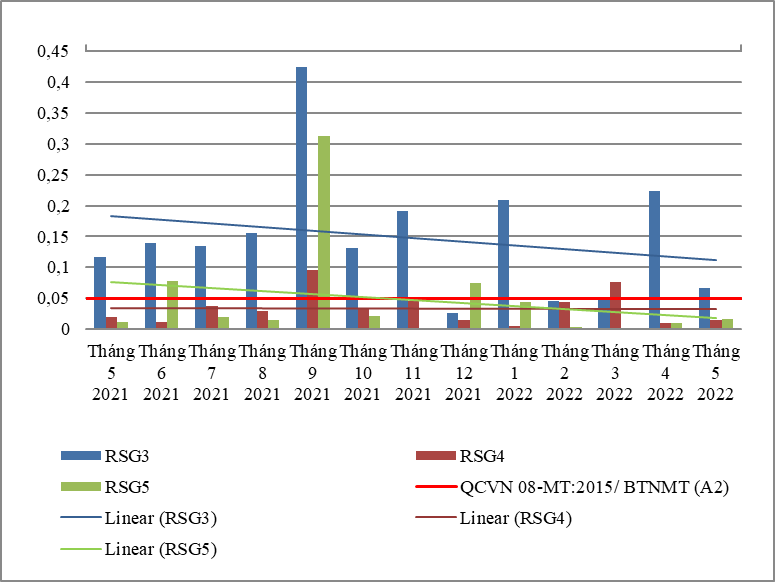 0,45
0,4
0,35
0,3
0,25
0,2
0,15
0,1
0,05
0
Tháng Tháng Tháng Tháng Tháng Tháng Tháng Tháng Tháng Tháng Tháng Tháng Tháng
5 6 7 8 9 10 11 12 1 2 3 4 5
2021 2021 2021 2021 2021 2021 2021 2021 2022 2022 2022 2022 2022
RSG3 RSG4
RSG5 QCVN 08-MT:2015/ BTNMT (A2)
Linear (RSG3) Linear (RSG4)
Linear (RSG5)